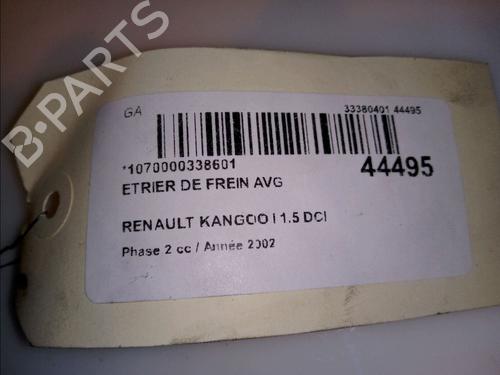 B-PARTS
GA 33380401 44495
*1070000338601 44495
ETRIER DE FREIN AVG
RENAULT KANGOO I 1.5 DCI
Phase 2 cc / Année 2002